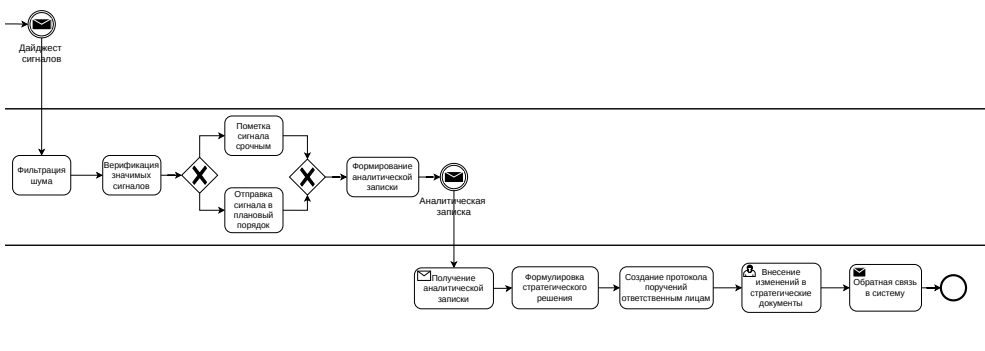 Дайджест
сигналов
Фильтрация
шума
Верификация
значимых
сигналов
Пометка
сигнала
срочным
Отправка
сигнала в
плановый
порядок
Формирование
аналитической
записки
Аналитическая
записка
Получение
аналитической
записки
Формулировка
стратегического
решения
Создание протокола
поручений
ответственным лицам
Внесение
изменений в
стратегические
документы
Обратная связь
в систему